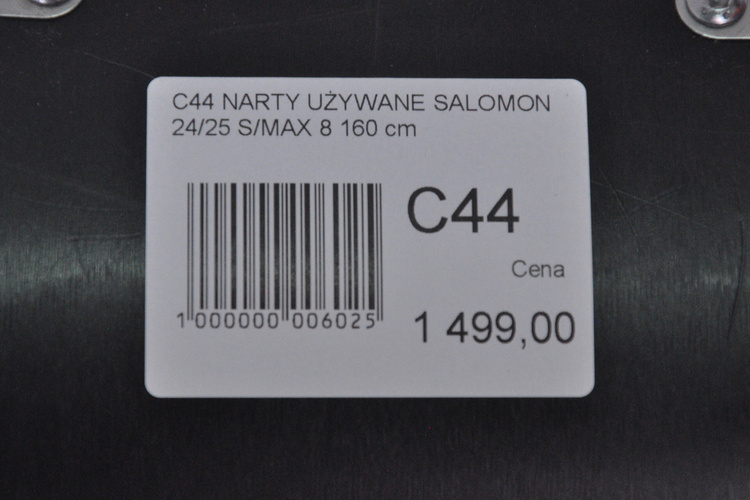 C44 NARTY UŻYWANE SALOMON
24/25 S/MAX 8 160 cm
C44
Cena
1 000000 006025
1 499,00